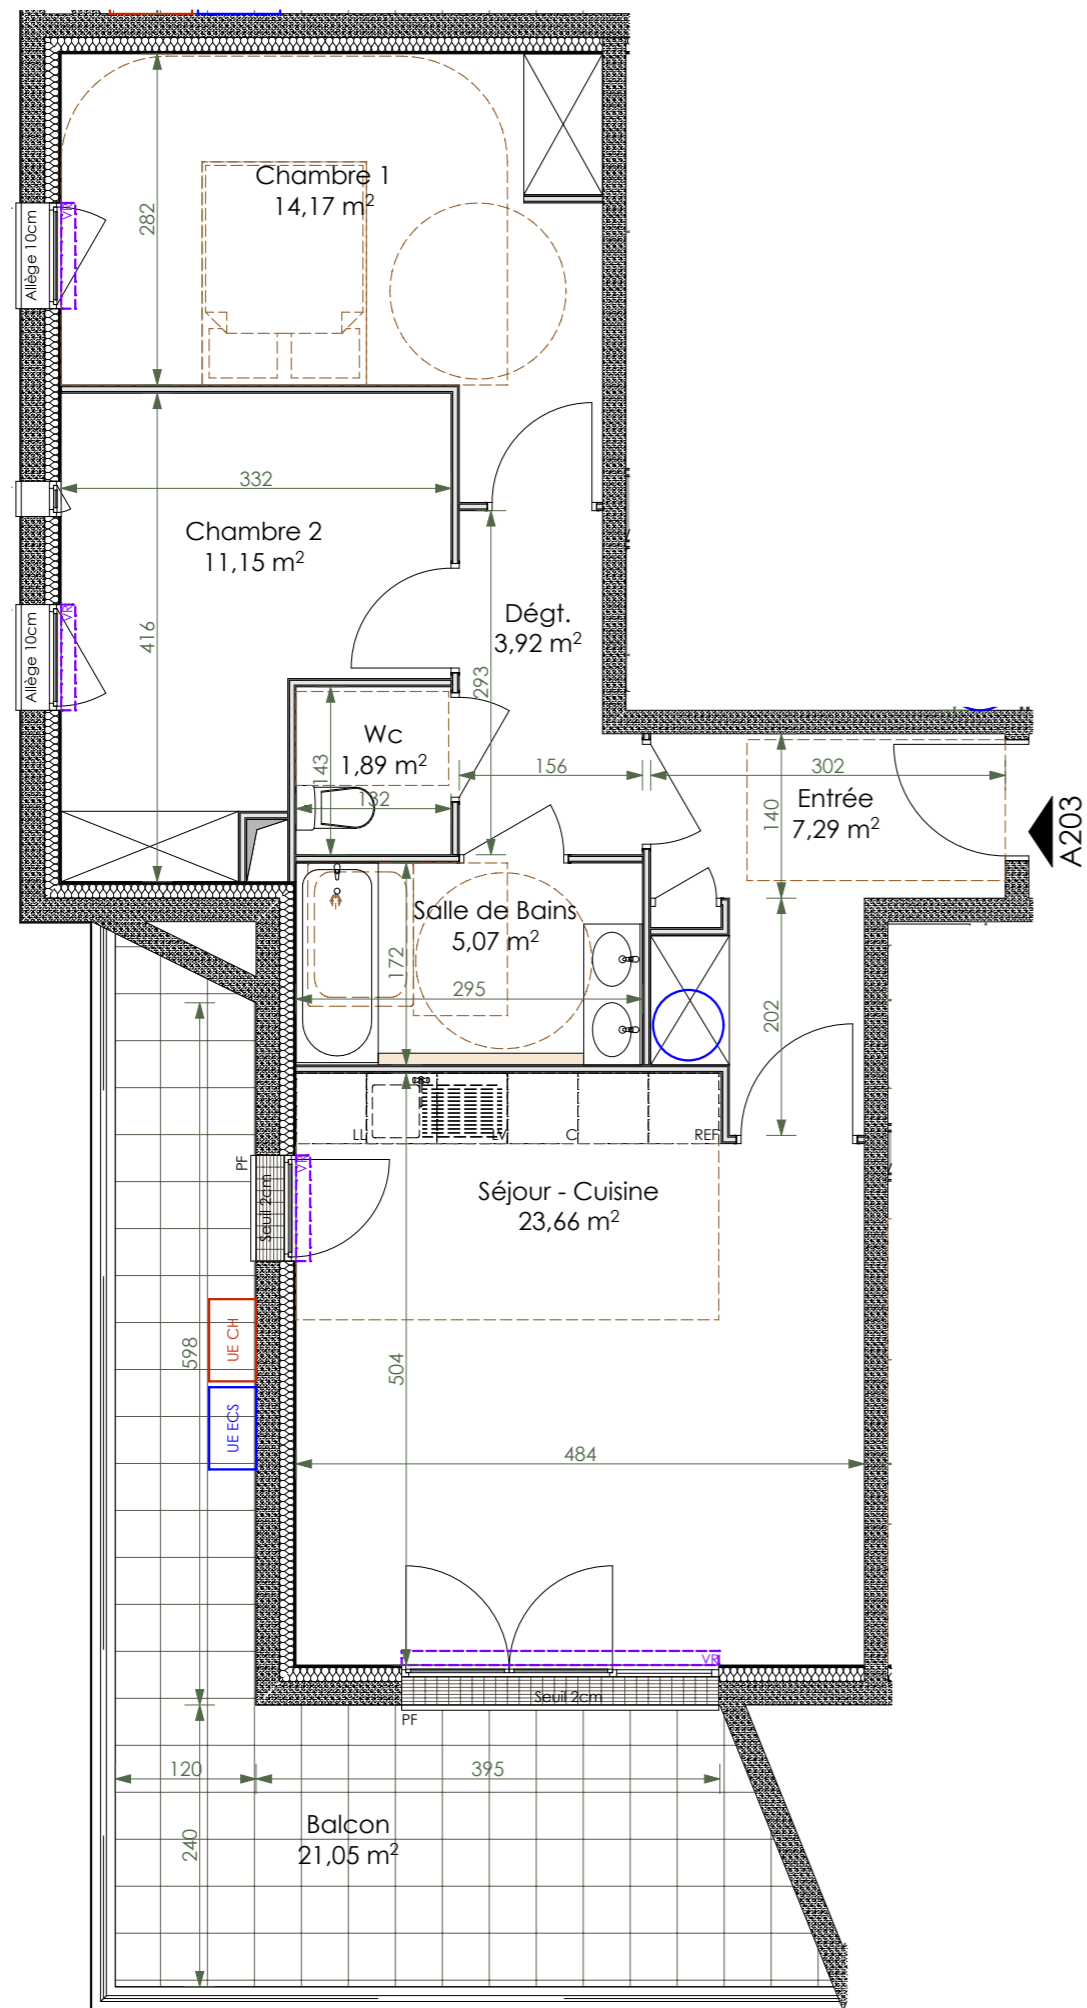 Chambre 1
14,17 m²
282
VR
Allège 10cm
332
Chambre 2
11,15 m²
416
VR
Allège 10cm
Dégt.
3,92 m²
293
Wc
1,89 m²
143
132
156
302
Entrée
7,29 m²
140
A203
Salle de Bains
5,07 m²
172
295
202
LL
LV
C
REF
PF
VR
Seuil 2cm
Séjour - Cuisine
23,66 m²
UE CH
598
504
UE ECS
484
VR
Seuil 2cm
PF
120
395
Balcon
21,05 m²
240